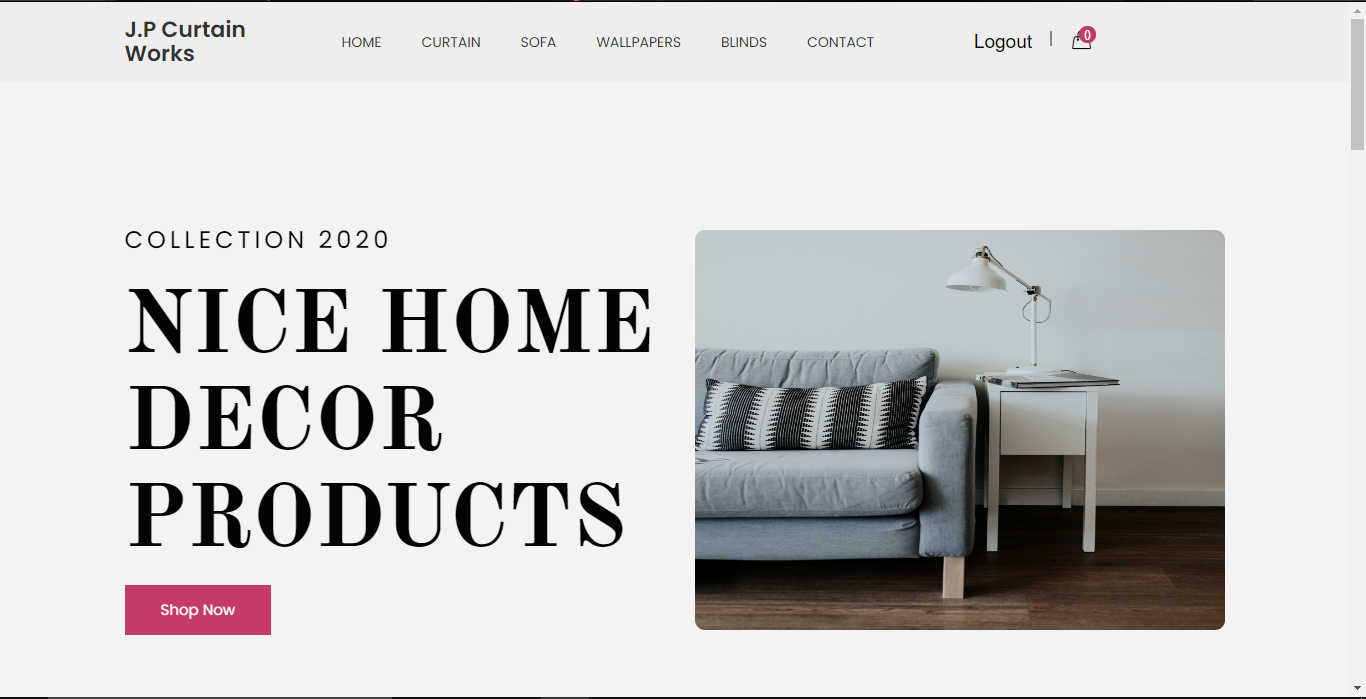 J.P Curtain
Works
HOME CURTAIN SOFA WALLPAPERS BLINDS CONTACT
Logout | 0
COLLECTION 2020
NICE HOME
DECOR
PRODUCTS
Shop Now